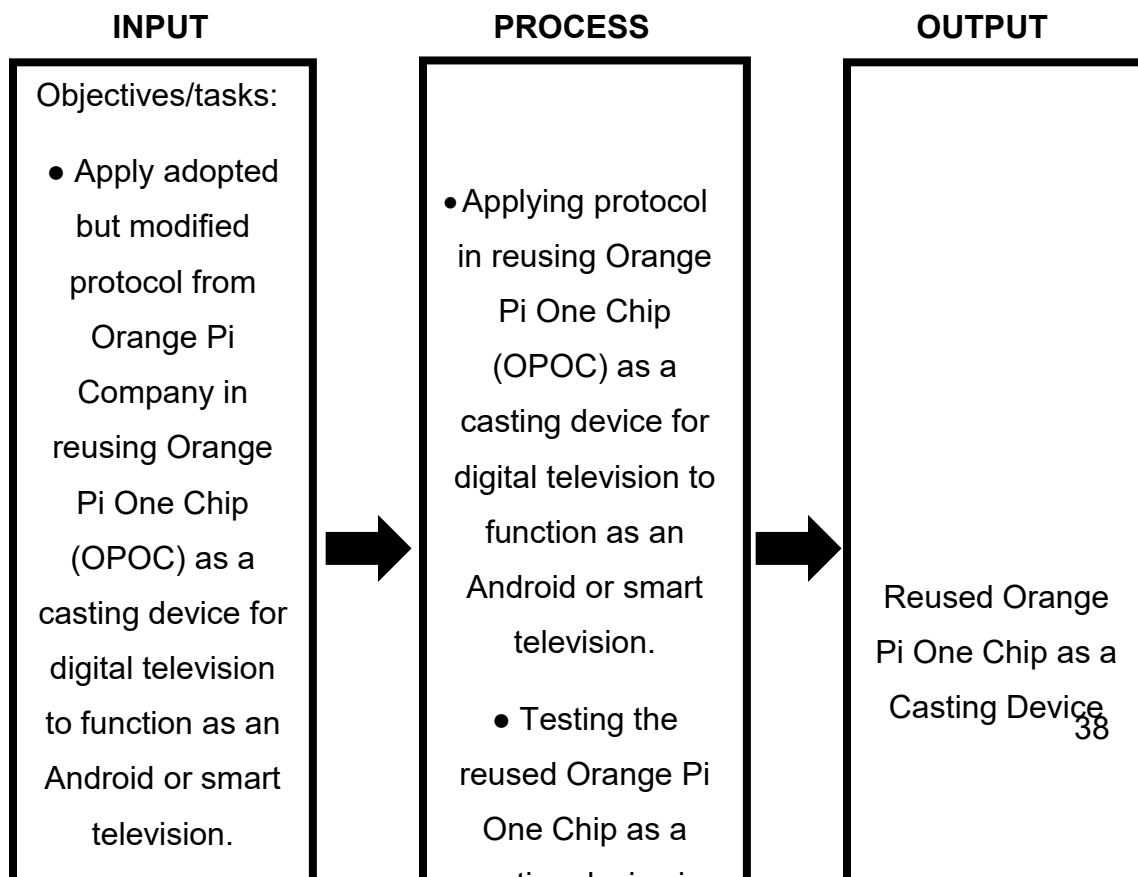 INPUT
PROCESS
OUTPUT
Objectives/tasks:
● Apply adopted
but modified
protocol from
Orange Pi
Company in
reusing Orange
Pi One Chip
(OPOC) as a
casting device for
digital television
to function as an
Android or smart
television.
● Applying protocol
in reusing Orange
Pi One Chip
(OPOC) as a
casting device for
digital television to
function as an
Android or smart
television.
● Testing the
reused Orange Pi
One Chip as a
Reused Orange
Pi One Chip as a
Casting Device
38